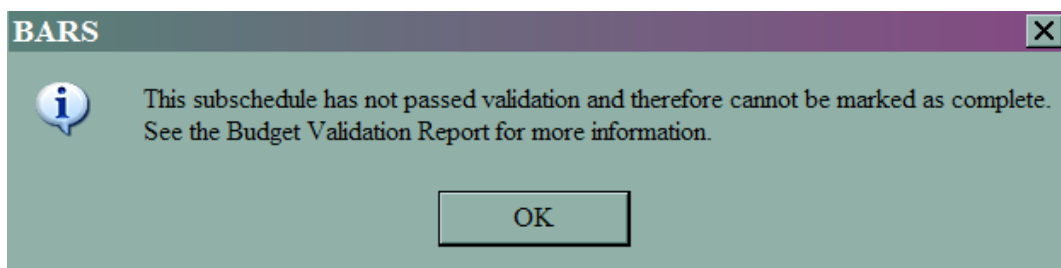 BARS
This subschedule has not passed validation and therefore cannot be marked as complete.
See the Budget Validation Report for more information.
OK